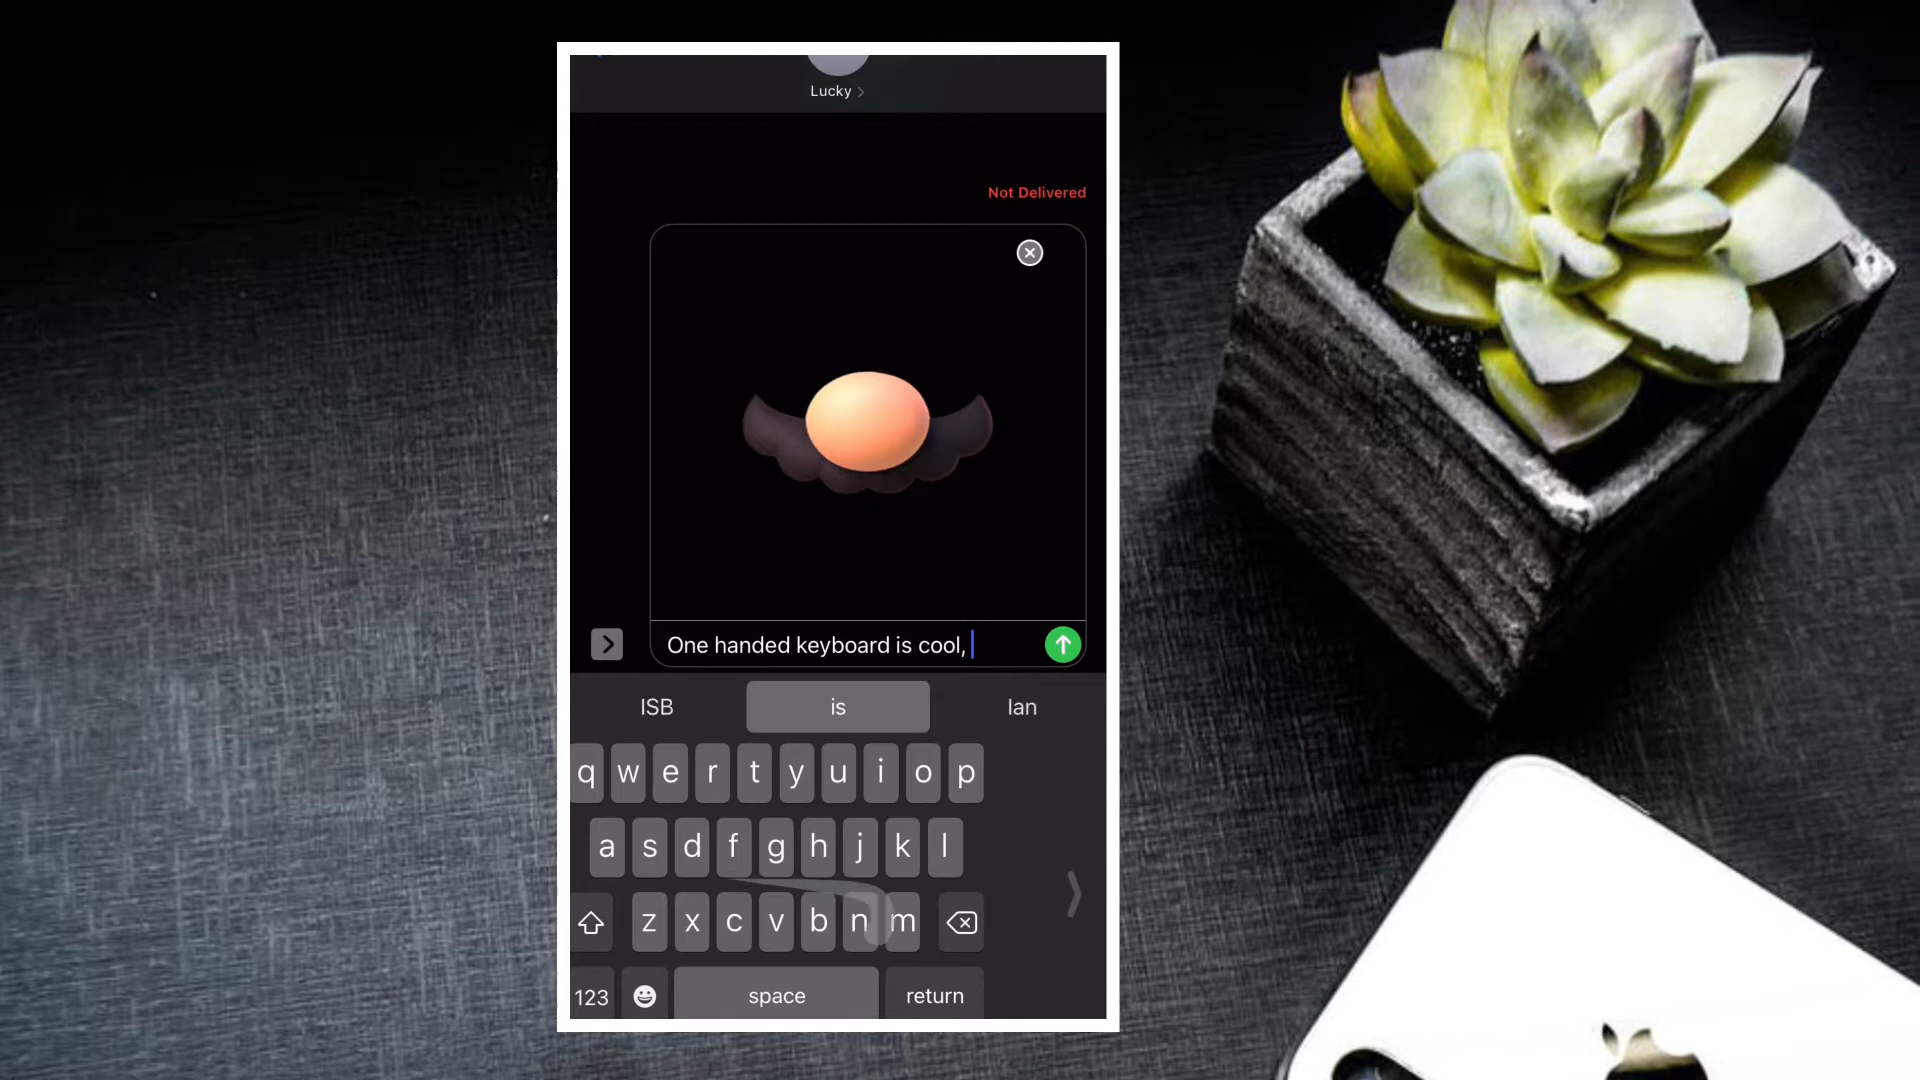 Lucky
Not Delivered
One handed keyboard is cool,
ISB is Ian
q w e r t y u i o p
a s d f g h j k l
z x c v b n m
123 space return